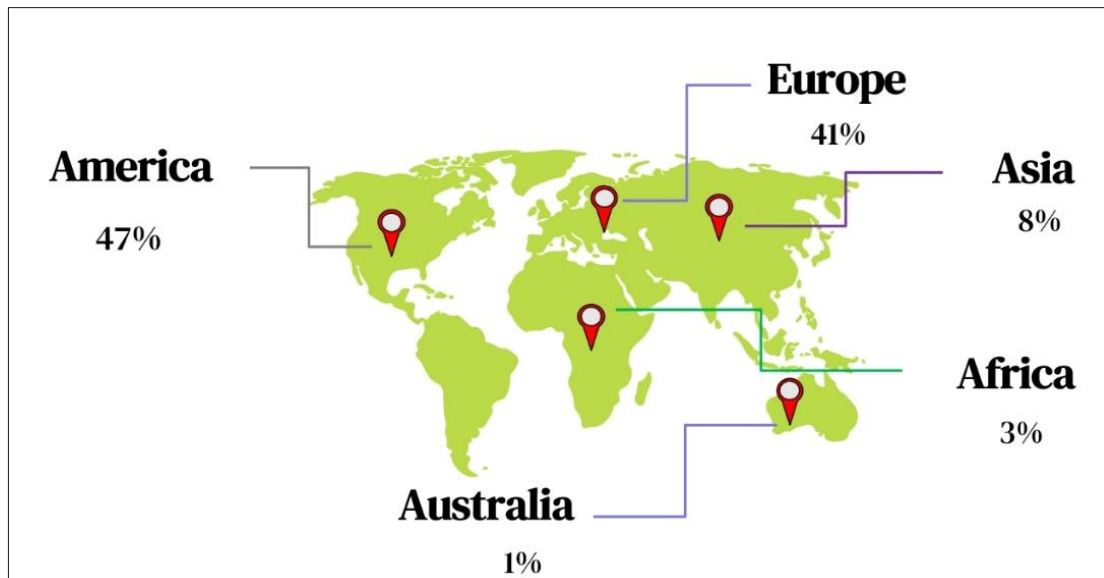 Europe
41%
America
47%
Asia
8%
Africa
3%
Australia
1%